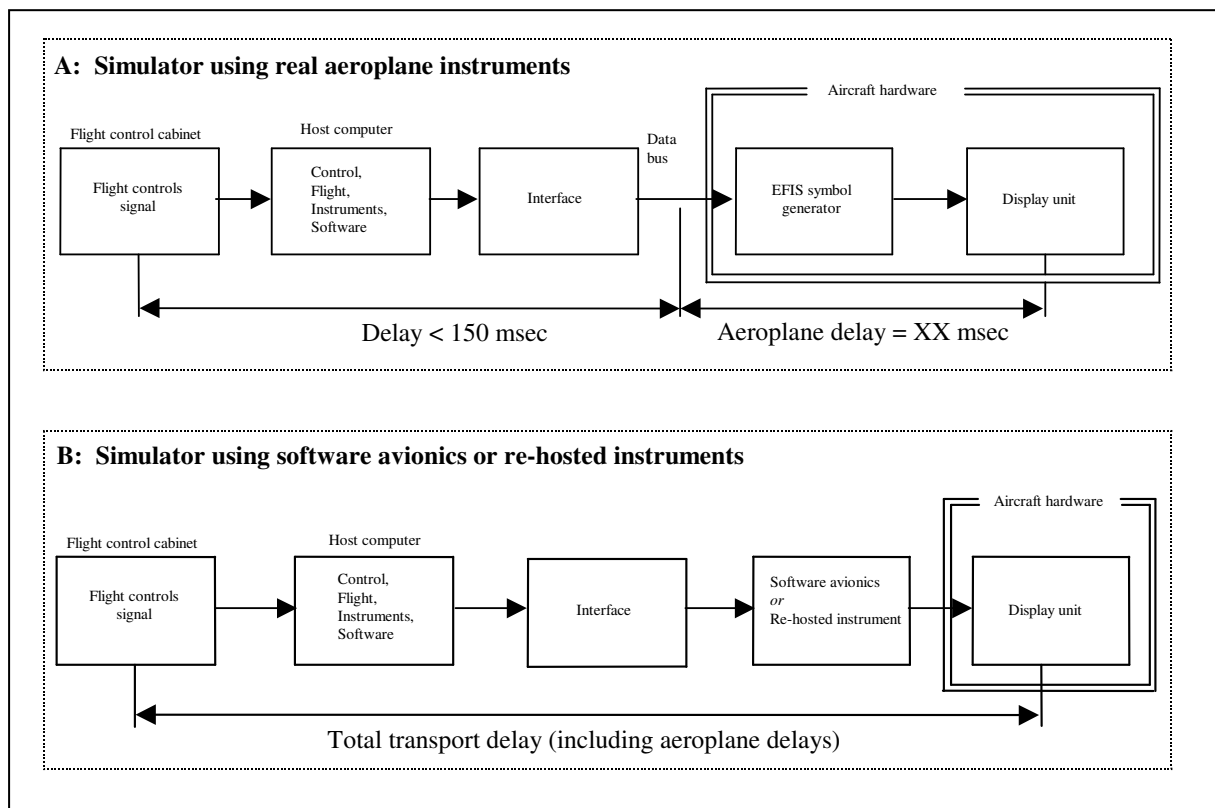 A: Simulator using real aeroplane instruments
Aircraft hardware
Flight control cabinet
Host computer
Data
bus
Flight controls
signal
Control,
Flight,
Instruments,
Software
Interface
EFIS symbol
generator
Display unit
Delay < 150 msec
Aeroplane delay = XX msec
B: Simulator using software avionics or re-hosted instruments
Aircraft hardware
Flight control cabinet
Host computer
Flight controls
signal
Control,
Flight,
Instruments,
Software
Interface
Software avionics
or
Re-hosted instrument
Display unit
Total transport delay (including aeroplane delays)